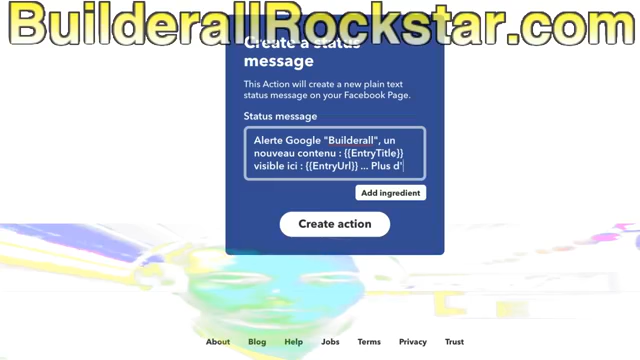 BuilderallRockstar.com
Create a status
message
This Action will create a new plain text
status message on your Facebook Page.
Status message
Alerte Google "Builderall", un
nouveau contenu : {{EntryTitle}}
visible ici : {{EntryUrl}} ... Plus d'
Add ingredient
Create action
About Blog Help Jobs Terms Privacy Trust